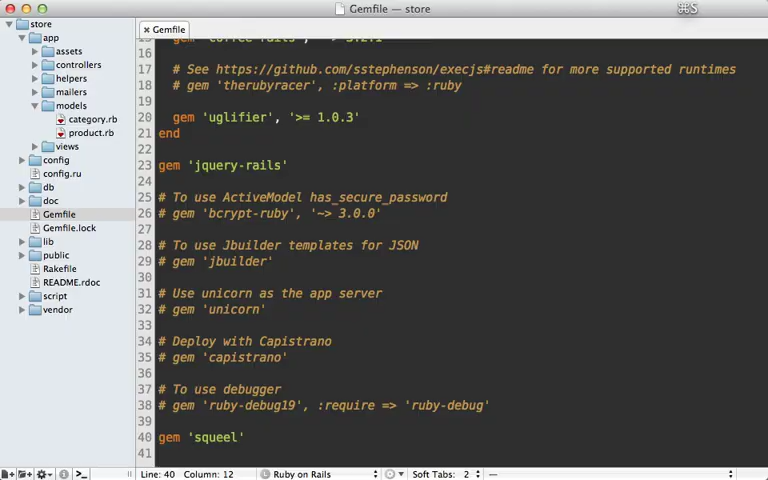 Gemfile — store
⌘S
store
app
assets
controllers
helpers
mailers
models
category.rb
product.rb
views
config
config.ru
db
doc
Gemfile
Gemfile.lock
lib
public
Rakefile
README.rdoc
script
vendor
Gemfile
16
17 # See https://github.com/sstephenson/execjs#readme for more supported runtimes
18 # gem 'therubyracer', :platform => :ruby
19
20 gem 'uglifier', '>= 1.0.3'
21 end
22
23 gem 'jquery-rails'
24
25 # To use ActiveModel has_secure_password
26 # gem 'bcrypt-ruby', '~> 3.0.0'
27
28 # To use Jbuilder templates for JSON
29 # gem 'jbuilder'
30
31 # Use unicorn as the app server
32 # gem 'unicorn'
33
34 # Deploy with Capistrano
35 # gem 'capistrano'
36
37 # To use debugger
38 # gem 'ruby-debug19', :require => 'ruby-debug'
39
40 gem 'squeel'
41
Line: 40 Column: 12 Ruby on Rails Soft Tabs: 2 —